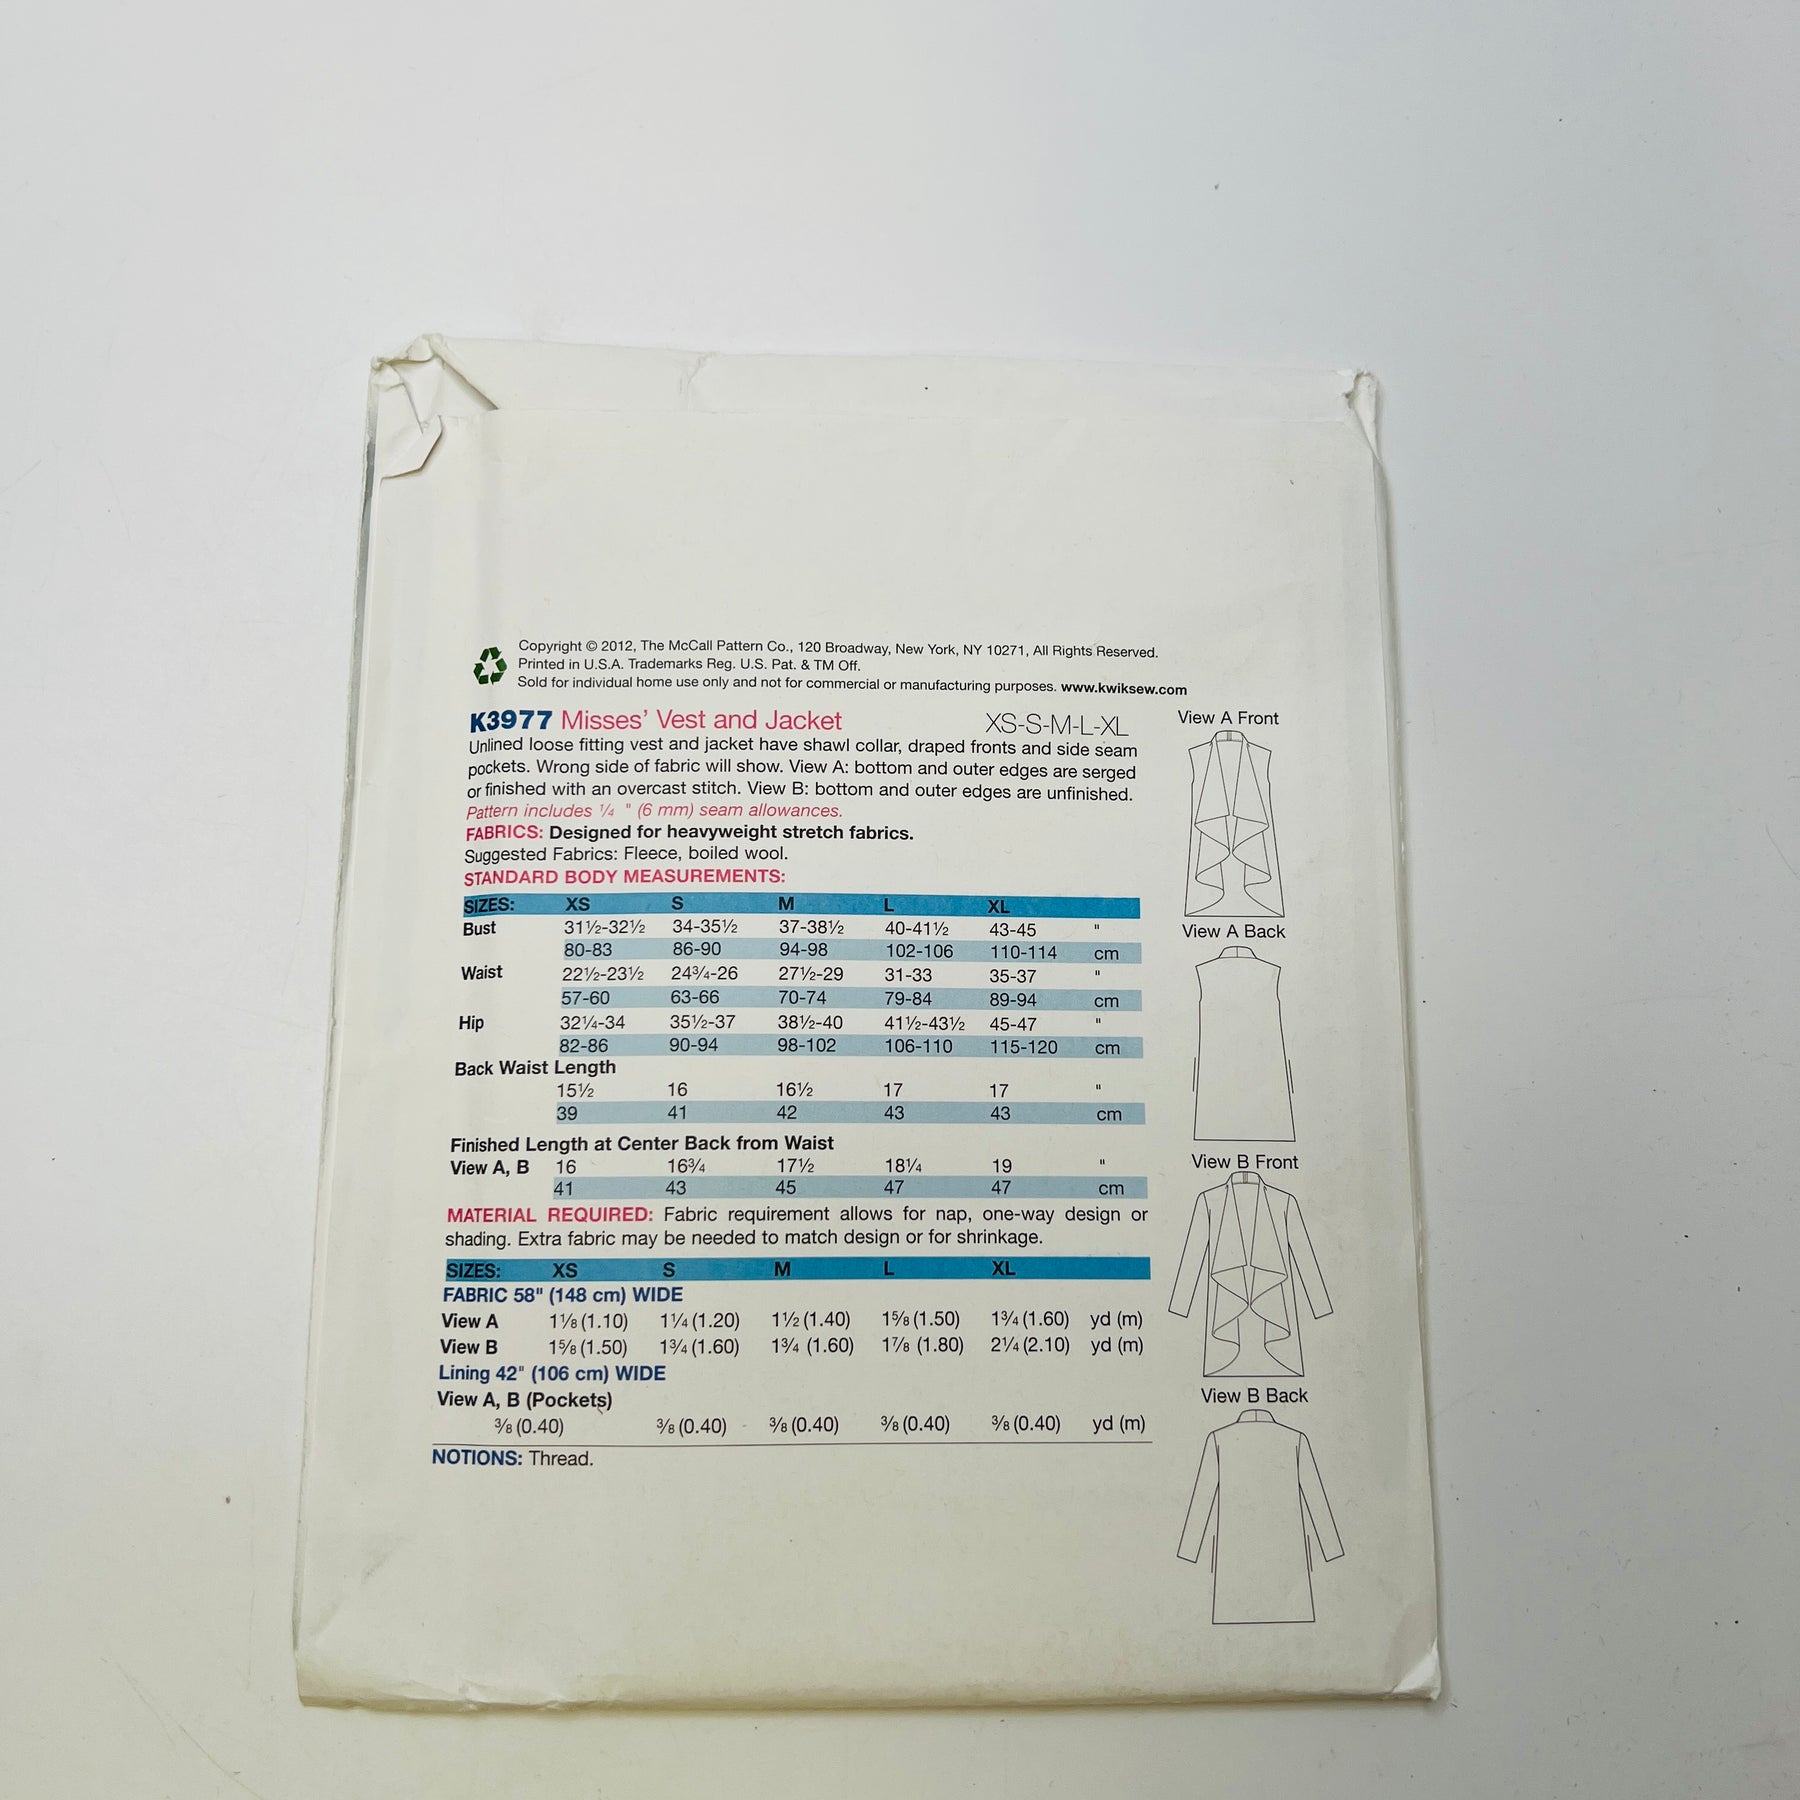 Copyright © 2012, The McCall Pattern Co., 120 Broadway, New York, NY 10271, All Rights Reserved.
Printed in U.S.A. Trademarks Reg. U.S. Pat. & TM Off.
Sold for individual home use only and not for commercial or manufacturing purposes. www.kwiksew.com
K3977 Misses' Vest and Jacket XS-S-M-L-XL
Unlined loose fitting vest and jacket have shawl collar, draped fronts and side seam
pockets. Wrong side of fabric will show. View A: bottom and outer edges are serged
or finished with an overcast stitch. View B: bottom and outer edges are unfinished.
Pattern includes ¼ " (6 mm) seam allowances.
FABRICS: Designed for heavyweight stretch fabrics.
Suggested Fabrics: Fleece, boiled wool.
STANDARD BODY MEASUREMENTS:
SIZES: XS S M L XL
Bust 31½-32½ 34-35½ 37-38½ 40-41½ 43-45 "
80-83 86-90 94-98 102-106 110-114 cm
Waist 22½-23½ 24¾-26 27½-29 31-33 35-37 "
57-60 63-66 70-74 79-84 89-94 cm
Hip 32¼-34 35½-37 38½-40 41½-43½ 45-47 "
82-86 90-94 98-102 106-110 115-120 cm
Back Waist Length
15½ 16 16½ 17 17 "
39 41 42 43 43 cm
Finished Length at Center Back from Waist
View A, B 16 16¾ 17½ 18¼ 19 "
41 43 45 47 47 cm
MATERIAL REQUIRED: Fabric requirement allows for nap, one-way design or
shading. Extra fabric may be needed to match design or for shrinkage.
SIZES: XS S M L XL
FABRIC 58" (148 cm) WIDE
View A 1⅛ (1.10) 1¼ (1.20) 1½ (1.40) 1⅝ (1.50) 1¾ (1.60) yd (m)
View B 1⅝ (1.50) 1¾ (1.60) 1¾ (1.60) 1⅞ (1.80) 2¼ (2.10) yd (m)
Lining 42" (106 cm) WIDE
View A, B (Pockets)
⅜ (0.40) ⅜ (0.40) ⅜ (0.40) ⅜ (0.40) ⅜ (0.40) yd (m)
NOTIONS: Thread.
View A Front
View A Back
View B Front
View B Back